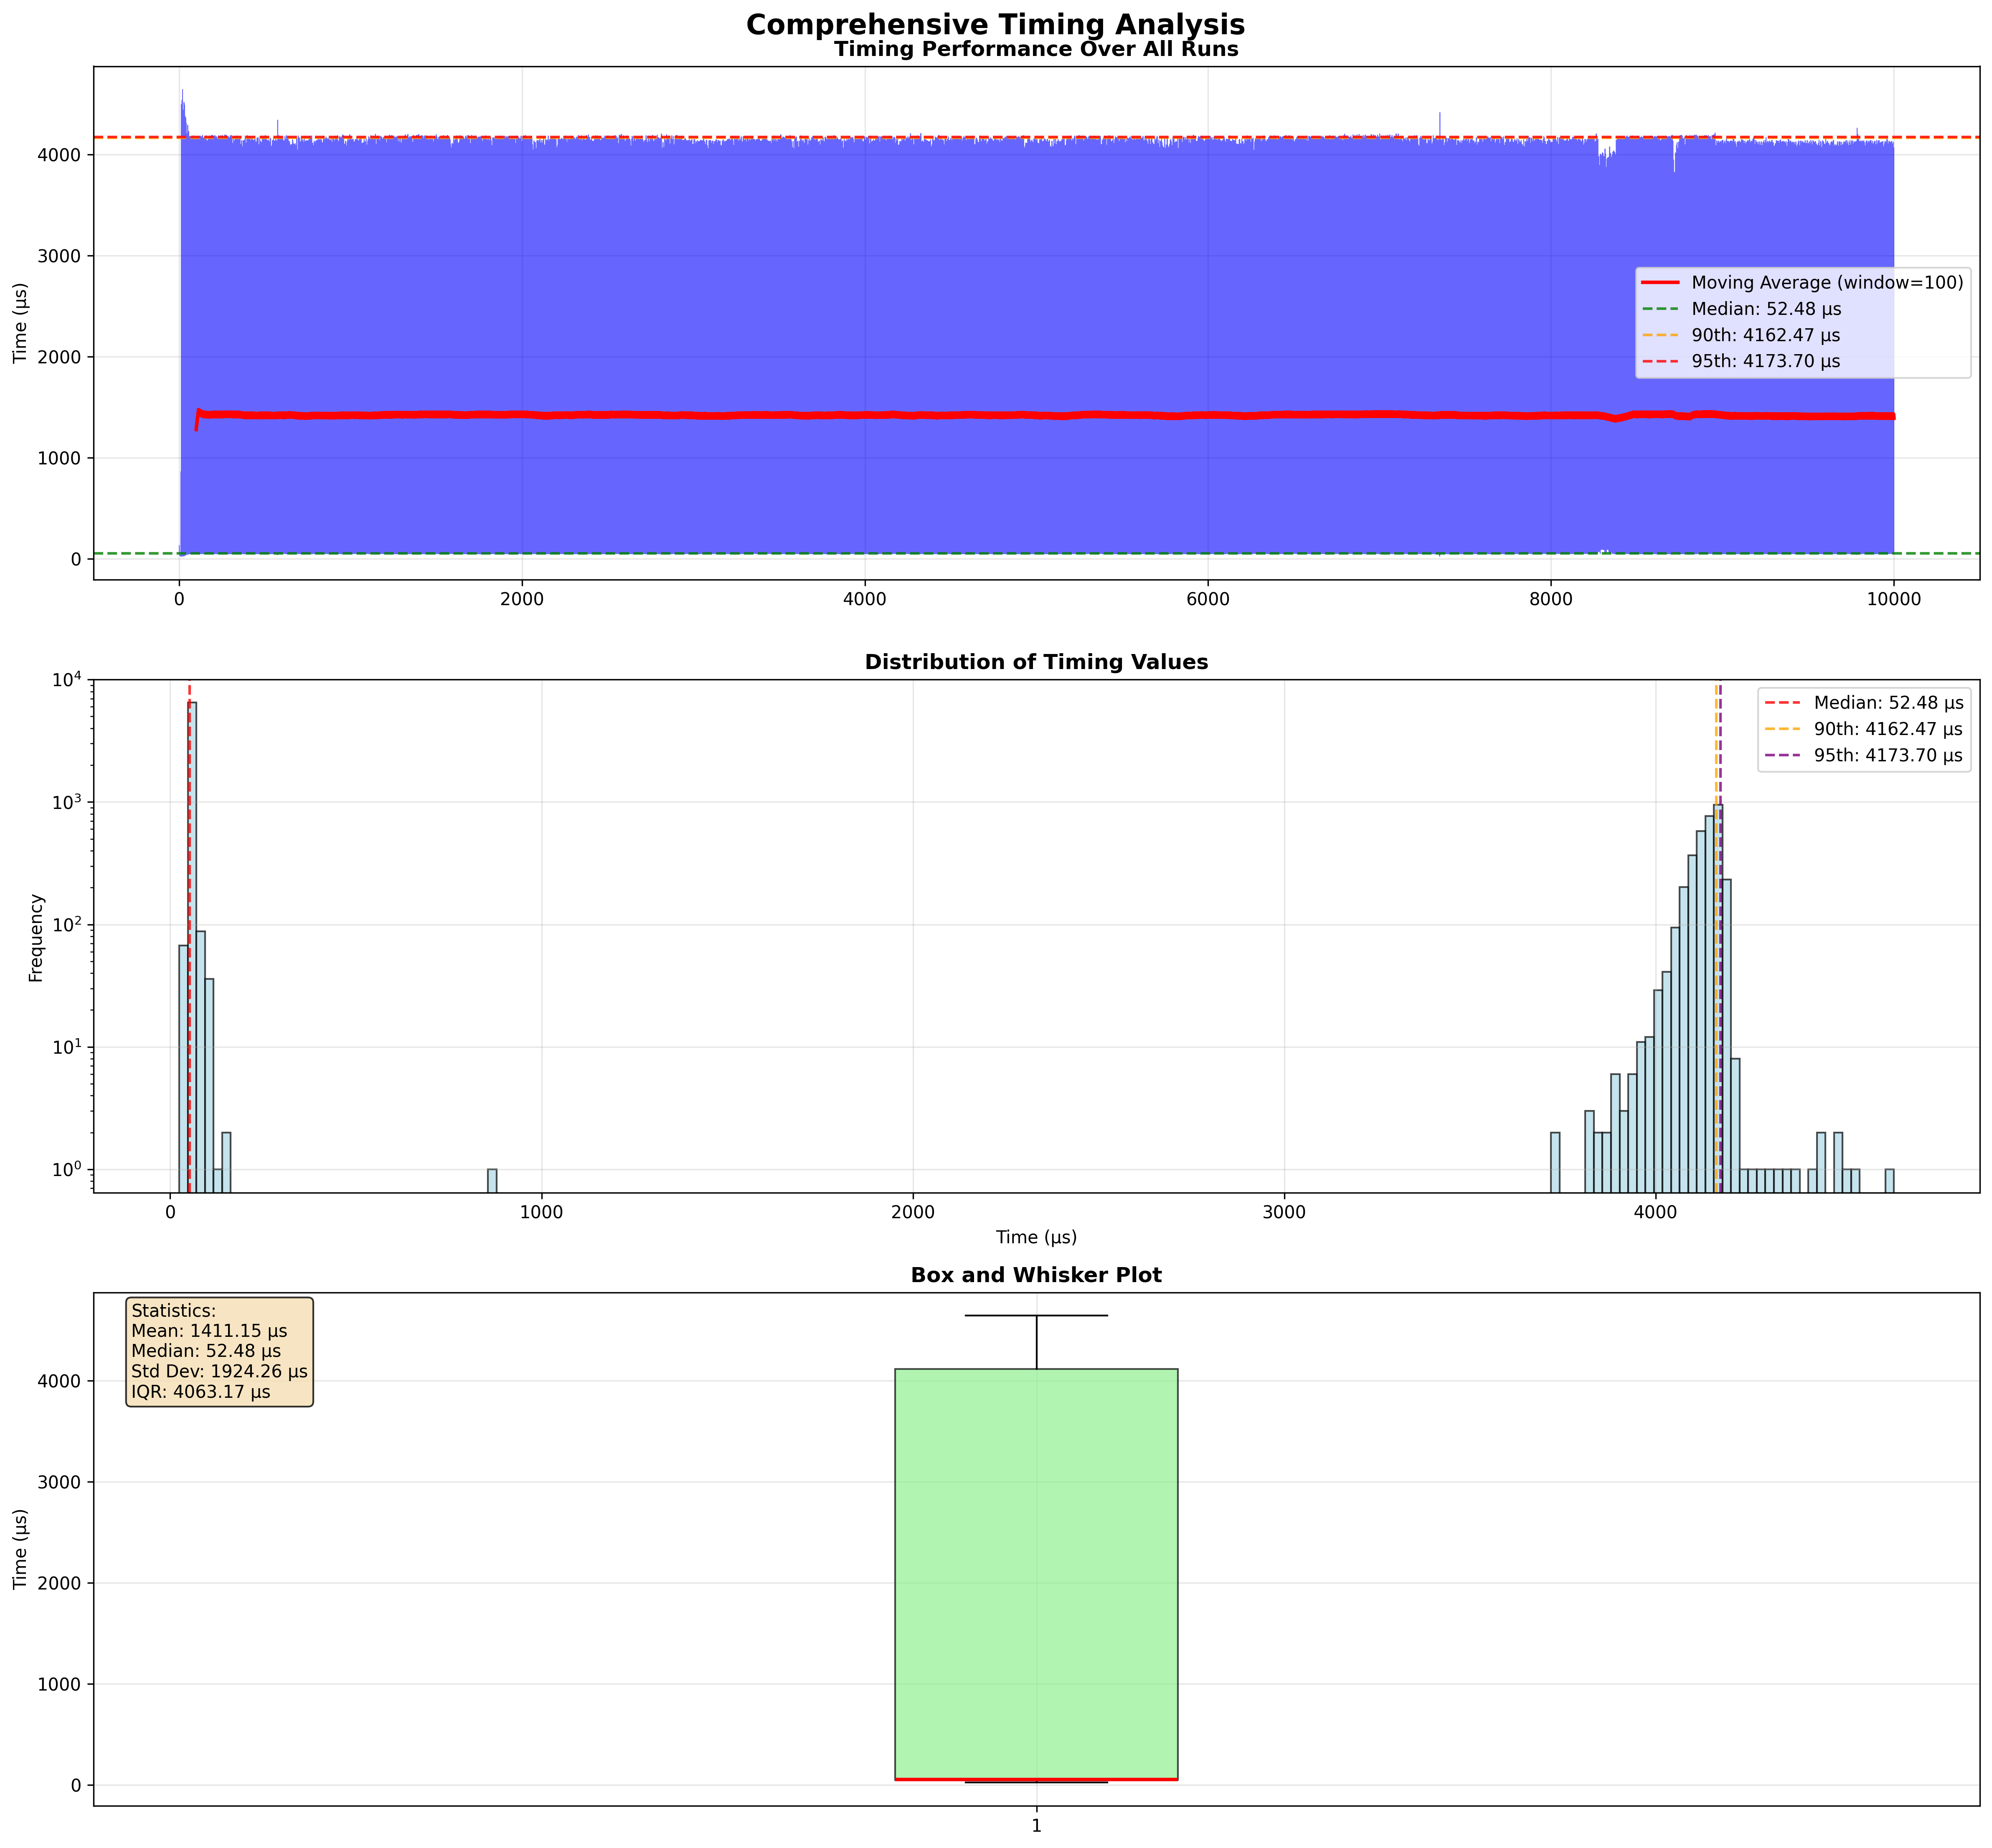 Comprehensive Timing Analysis
Timing Performance Over All Runs
Time (µs)
4000
3000
2000
1000
0
Moving Average (window=100)
Median: 52.48 µs
90th: 4162.47 µs
95th: 4173.70 µs
0 2000 4000 6000 8000 10000
Distribution of Timing Values
Frequency
10⁴
10³
10²
10¹
10⁰
Median: 52.48 µs
90th: 4162.47 µs
95th: 4173.70 µs
0 1000 2000 3000 4000
Time (µs)
Box and Whisker Plot
Time (µs)
4000
3000
2000
1000
0
Statistics:
Mean: 1411.15 µs
Median: 52.48 µs
Std Dev: 1924.26 µs
IQR: 4063.17 µs
1